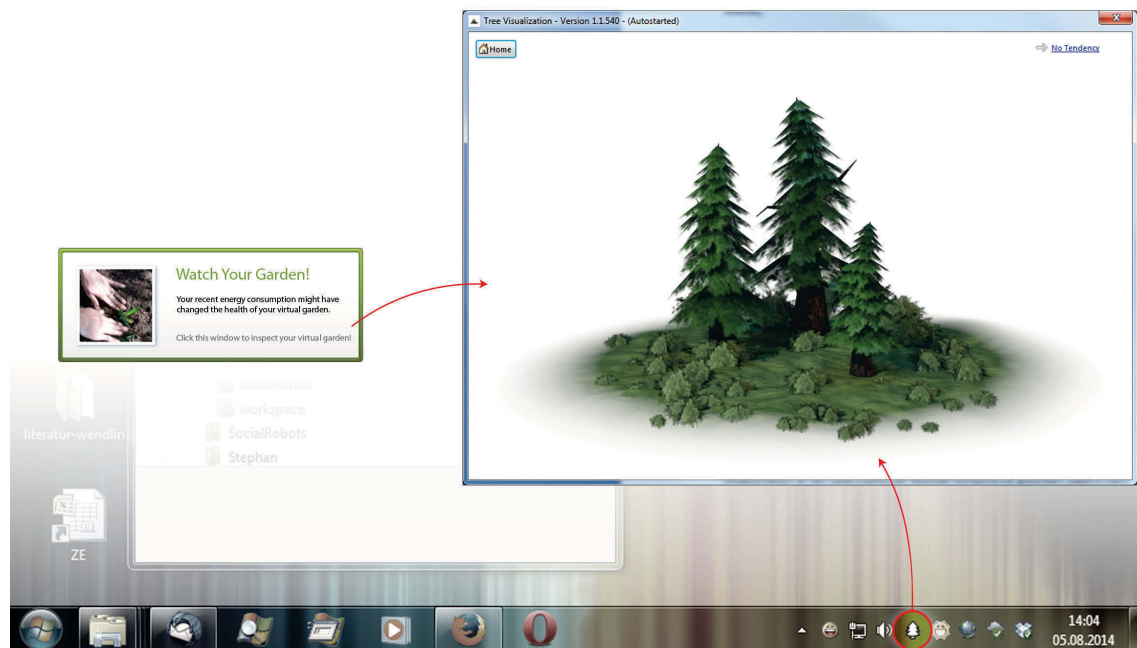 Tree Visualization - Version 1.1.540 - (Autostarted)
Home
No Tendency
Watch Your Garden!
Your recent energy consumption might have
changed the health of your virtual garden.
Click this window to inspect your virtual garden!
visualstudio
workspace
literatur-wendlin
SocialRobots
Stephan
ZE
14:04
05.08.2014